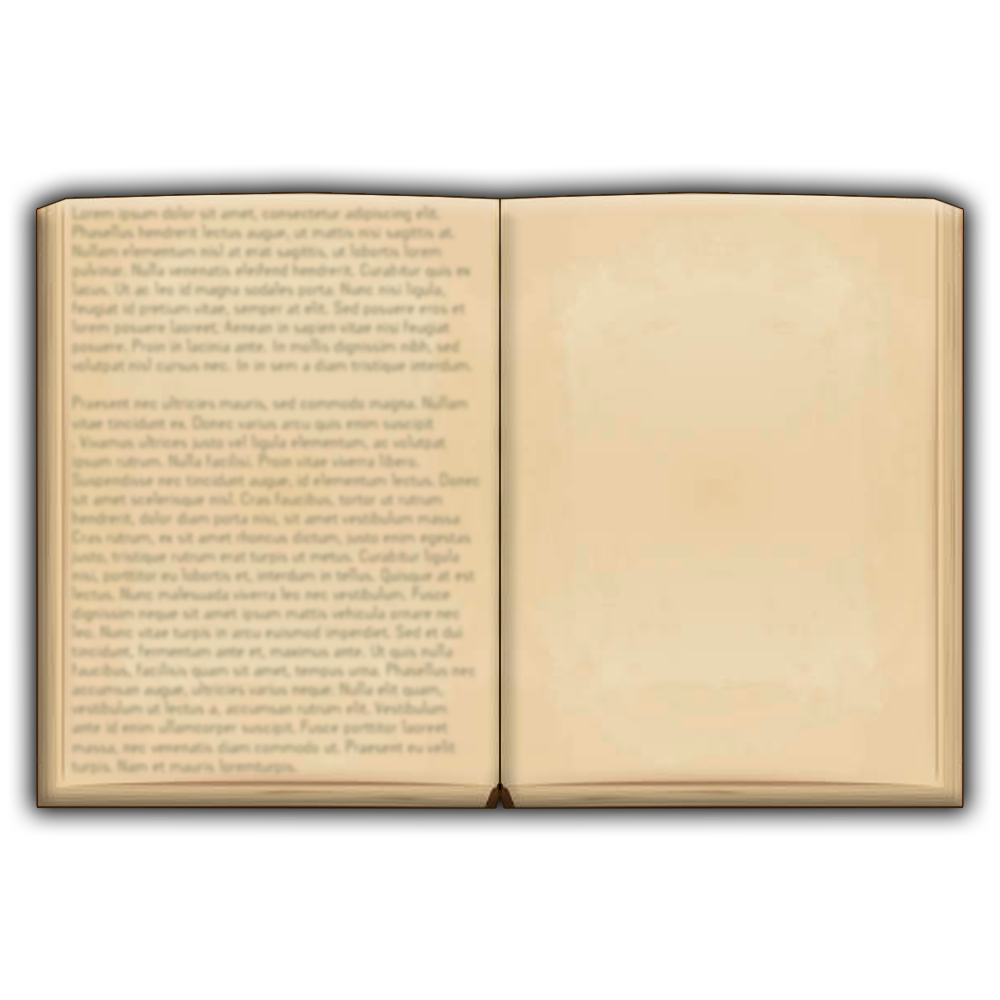 Lorem ipsum dolor sit amet, consectetur adipiscing elit.
Phasellus hendrerit lectus augue, ut mattis nisi sagittis at.
Nullam elementum nisl at erat sagittis, ut lobortis lorem
pulvinar. Nulla venenatis eleifend hendrerit. Curabitur quis ex
lacus. Ut ac leo id magna sodales porta. Nunc nisi ligula,
feugiat id pretium vitae, semper at elit. Sed posuere eros et
lorem posuere laoreet. Aenean in sapien vitae nisi feugiat
posuere. Proin in lacinia ante. In mollis dignissim nibh, sed
volutpat nisl cursus nec. In in sem a diam tristique interdum.

Praesent nec ultricies mauris, sed commodo magna. Nullam
vitae tincidunt ex. Donec varius arcu quis enim suscipit
. Vivamus ultrices justo vel ligula elementum, ac volutpat
ipsum rutrum. Nulla facilisi. Proin vitae viverra libero.
Suspendisse nec tincidunt augue, id elementum lectus. Donec
sit amet scelerisque nisl. Cras faucibus, tortor ut rutrum
hendrerit, dolor diam porta nisi, sit amet vestibulum massa
Cras rutrum, ex sit amet rhoncus dictum, justo enim egestas
justo, tristique rutrum erat turpis ut metus. Curabitur ligula
nisi, porttitor eu lobortis et, interdum in tellus. Quisque at est
lectus. Nunc malesuada viverra leo nec vestibulum. Fusce
dignissim neque sit amet ipsum mattis vehicula ornare nec
leo. Nunc vitae turpis in arcu euismod imperdiet. Sed et dui
tincidunt, fermentum ante et, maximus ante. Ut quis nulla
faucibus, facilisis quam sit amet, tempus urna. Phasellus nec
accumsan augue, ultricies varius neque. Nulla elit quam,
vestibulum ut lectus a, accumsan rutrum elit. Vestibulum
ante id enim ullamcorper suscipit. Fusce porttitor laoreet
massa, nec venenatis diam commodo ut. Praesent eu velit
turpis. Nam et mauris loremturpis.